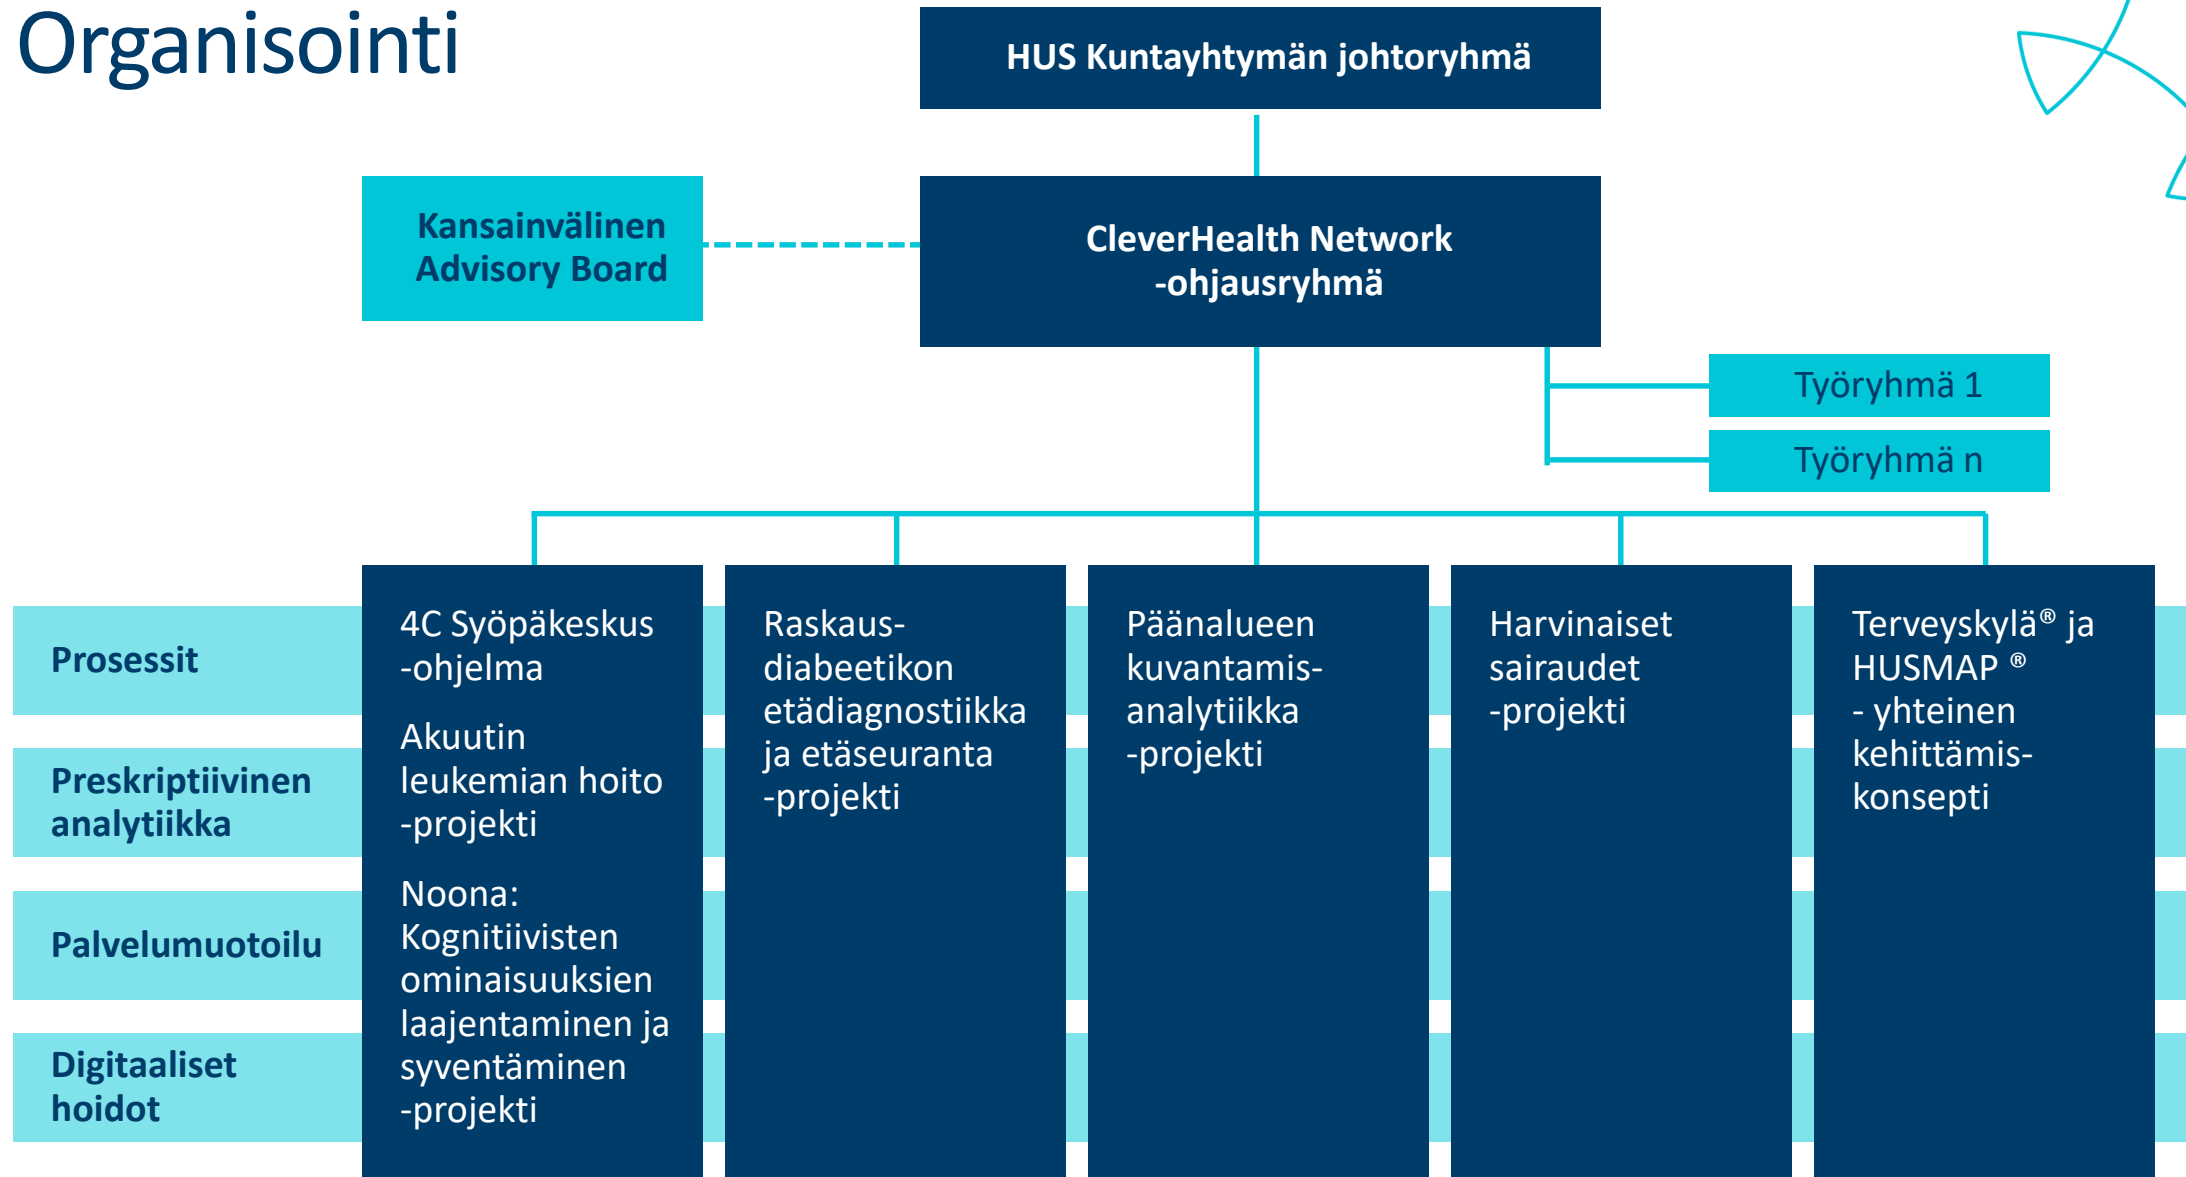 Organisointi
HUS Kuntayhtymän johtoryhmä
Kansainvälinen
Advisory Board
CleverHealth Network
-ohjausryhmä
Työryhmä 1
Työryhmä n
Prosessit
Preskriptiivinen
analytiikka
Palvelumuotoilu
Digitaaliset
hoidot
4C Syöpäkeskus
-ohjelma
Akuutin
leukemian hoito
-projekti
Noona:
Kognitiivisten
ominaisuuksien
laajentaminen ja
syventäminen
-projekti
Raskaus-
diabeetikon
etädiagnostiikka
ja etäseuranta
-projekti
Päänalueen
kuvantamis-
analytiikka
-projekti
Harvinaiset
sairaudet
-projekti
Terveyskylä® ja
HUSMAP ®
- yhteinen
kehittämis-
konsepti